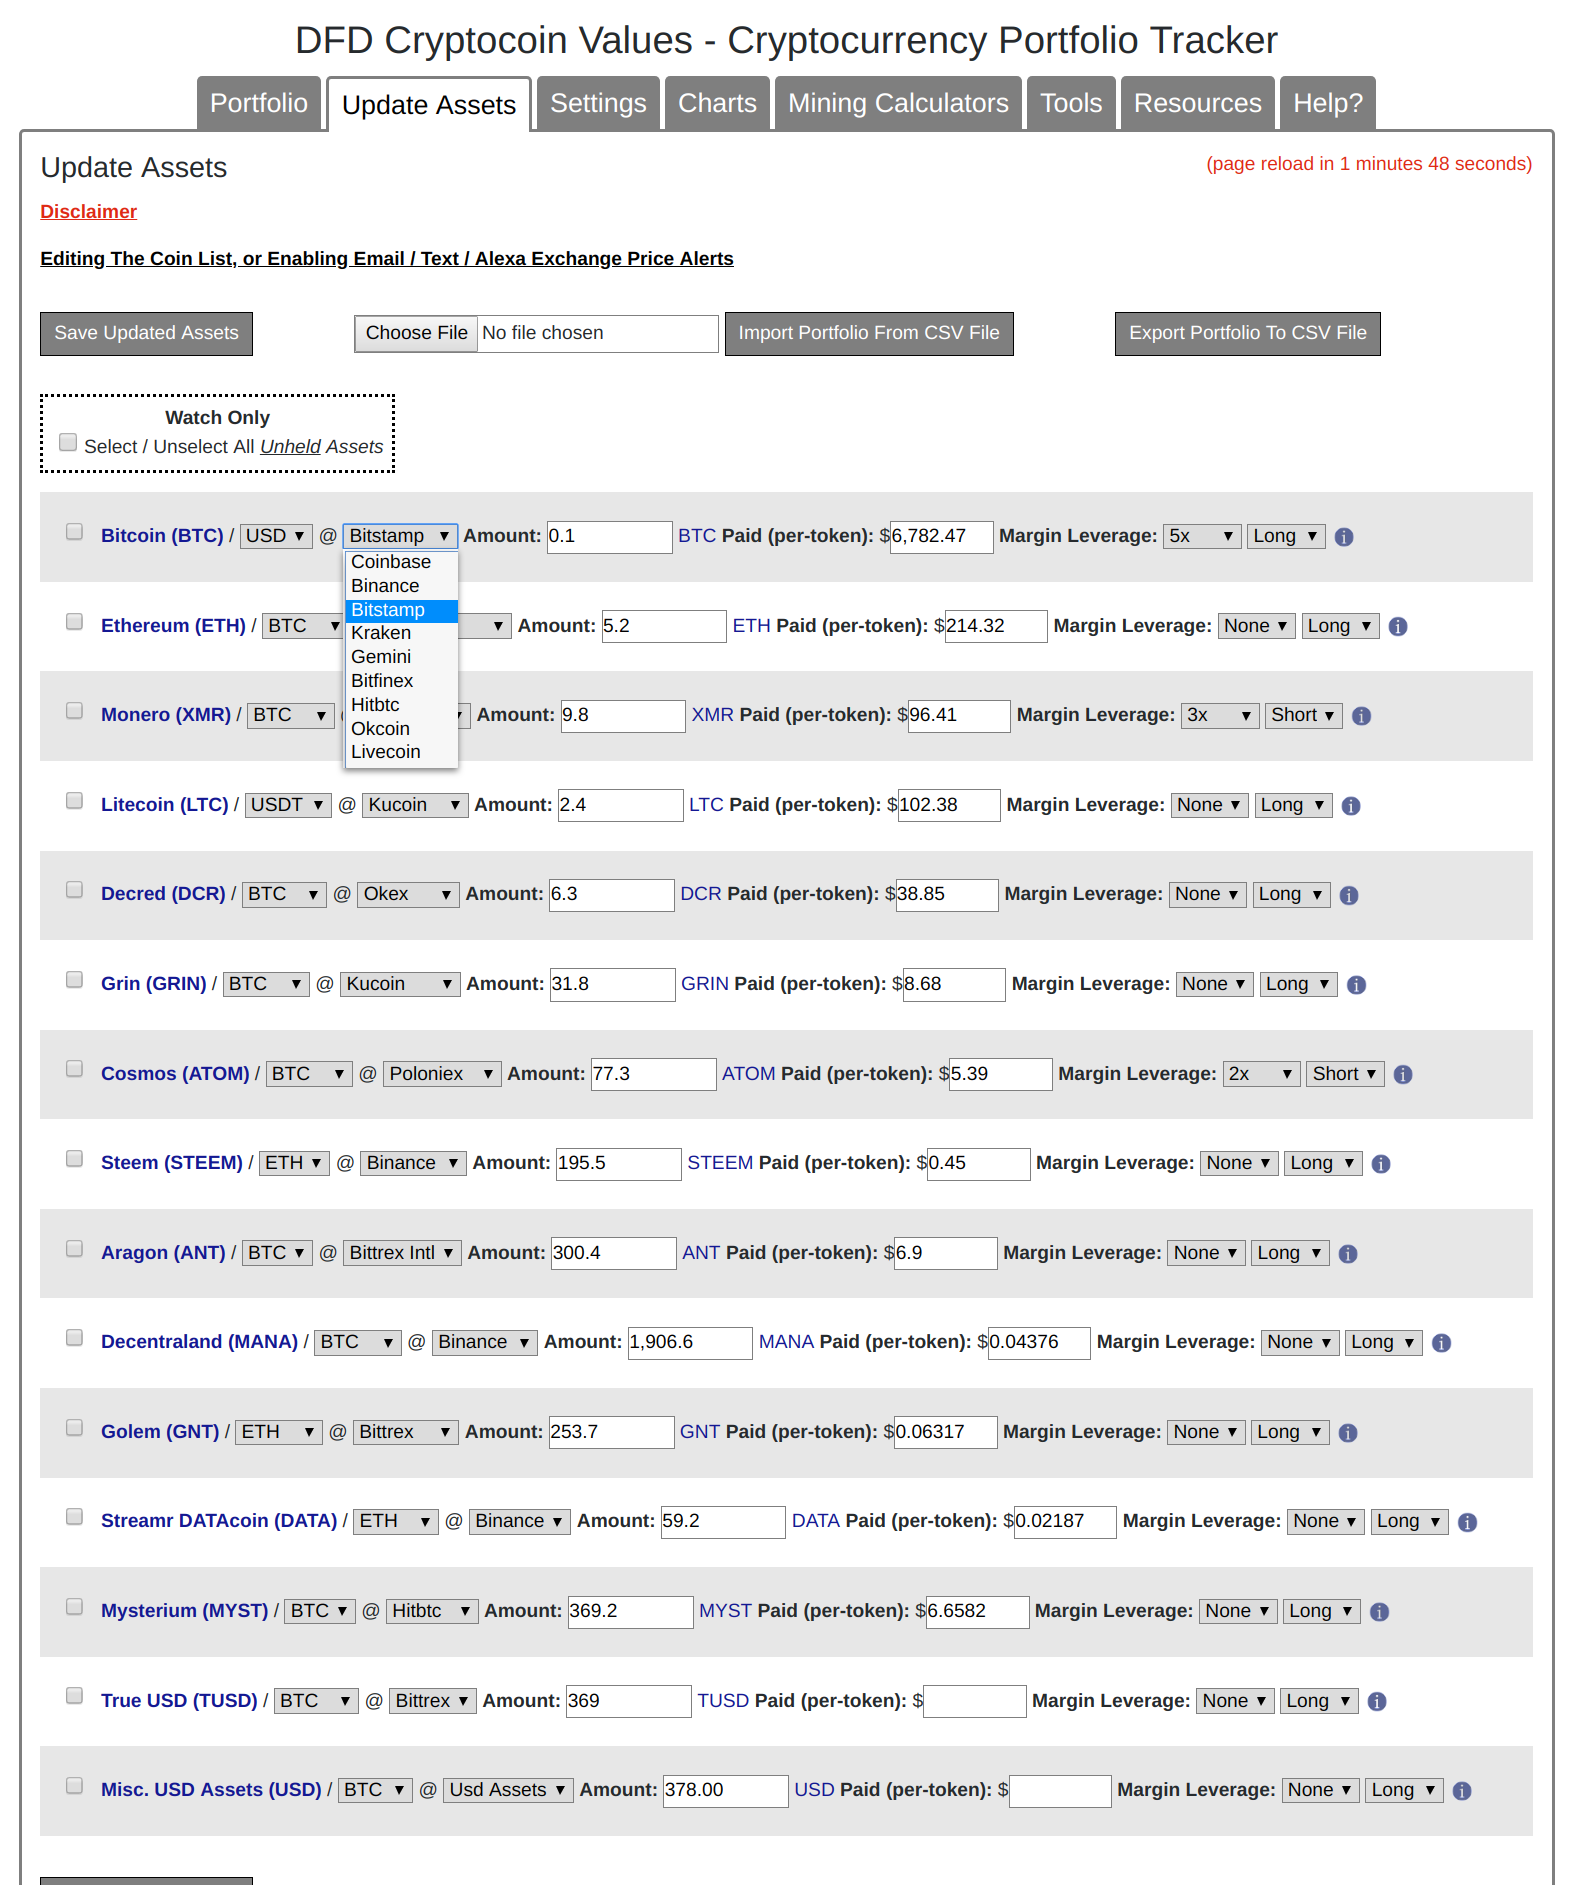 DFD Cryptocoin Values - Cryptocurrency Portfolio Tracker
Portfolio Update Assets Settings Charts Mining Calculators Tools Resources Help?
Update Assets (page reload in 1 minutes 48 seconds)
Disclaimer
Editing The Coin List, or Enabling Email / Text / Alexa Exchange Price Alerts
Save Updated Assets Choose File No file chosen Import Portfolio From CSV File Export Portfolio To CSV File
Watch Only
Select / Unselect All Unheld Assets
Bitcoin (BTC) / USD @ Bitstamp Amount: 0.1 BTC Paid (per-token): $6,782.47 Margin Leverage: 5x Long
Coinbase
Binance
Bitstamp
Kraken
Gemini
Bitfinex
Hitbtc
Okcoin
Livecoin
Ethereum (ETH) / BTC Amount: 5.2 ETH Paid (per-token): $214.32 Margin Leverage: None Long
Monero (XMR) / BTC Amount: 9.8 XMR Paid (per-token): $96.41 Margin Leverage: 3x Short
Litecoin (LTC) / USDT @ Kucoin Amount: 2.4 LTC Paid (per-token): $102.38 Margin Leverage: None Long
Decred (DCR) / BTC @ Okex Amount: 6.3 DCR Paid (per-token): $38.85 Margin Leverage: None Long
Grin (GRIN) / BTC @ Kucoin Amount: 31.8 GRIN Paid (per-token): $8.68 Margin Leverage: None Long
Cosmos (ATOM) / BTC @ Poloniex Amount: 77.3 ATOM Paid (per-token): $5.39 Margin Leverage: 2x Short
Steem (STEEM) / ETH @ Binance Amount: 195.5 STEEM Paid (per-token): $0.45 Margin Leverage: None Long
Aragon (ANT) / BTC @ Bittrex Intl Amount: 300.4 ANT Paid (per-token): $6.9 Margin Leverage: None Long
Decentraland (MANA) / BTC @ Binance Amount: 1,906.6 MANA Paid (per-token): $0.04376 Margin Leverage: None Long
Golem (GNT) / ETH @ Bittrex Amount: 253.7 GNT Paid (per-token): $0.06317 Margin Leverage: None Long
Streamr DATAcoin (DATA) / ETH @ Binance Amount: 59.2 DATA Paid (per-token): $0.02187 Margin Leverage: None Long
Mysterium (MYST) / BTC @ Hitbtc Amount: 369.2 MYST Paid (per-token): $6.6582 Margin Leverage: None Long
True USD (TUSD) / BTC @ Bittrex Amount: 369 TUSD Paid (per-token): $ Margin Leverage: None Long
Misc. USD Assets (USD) / BTC @ Usd Assets Amount: 378.00 USD Paid (per-token): $ Margin Leverage: None Long